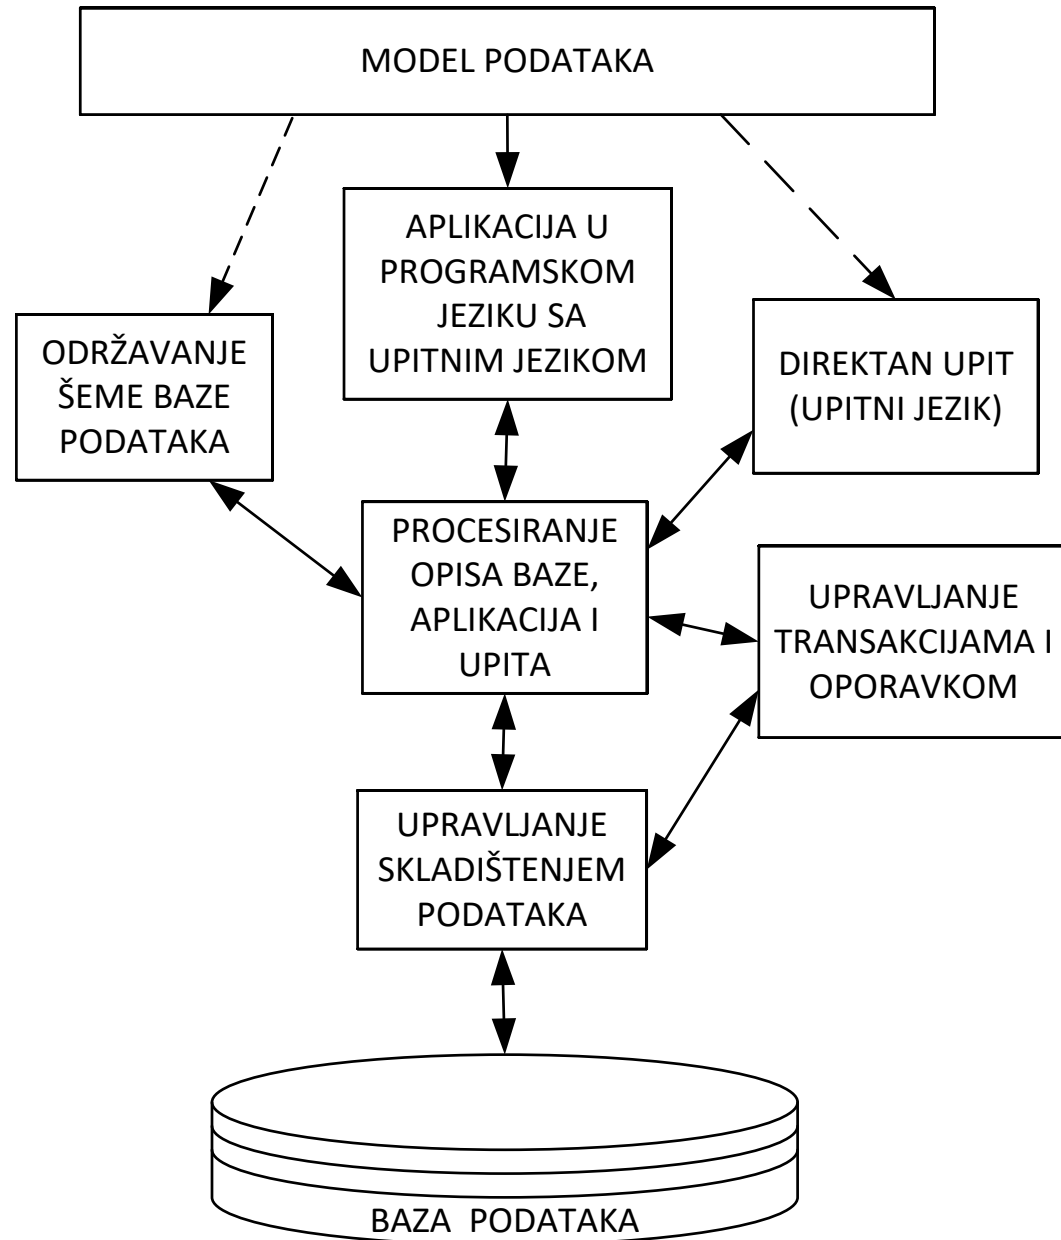 MODEL PODATAKA
APLIKACIJA U
PROGRAMSKOM
JEZIKU SA
UPITNIM JEZIKOM
ODRŽAVANJE
ŠEME BAZE
PODATAKA
DIREKTAN UPIT
(UPITNI JEZIK)
PROCESIRANJE
OPISA BAZE,
APLIKACIJA I
UPITA
UPRAVLJANJE
TRANSAKCIJAMA I
OPORAVKOM
UPRAVLJANJE
SKLADIŠTENJEM
PODATAKA
BAZA PODATAKA